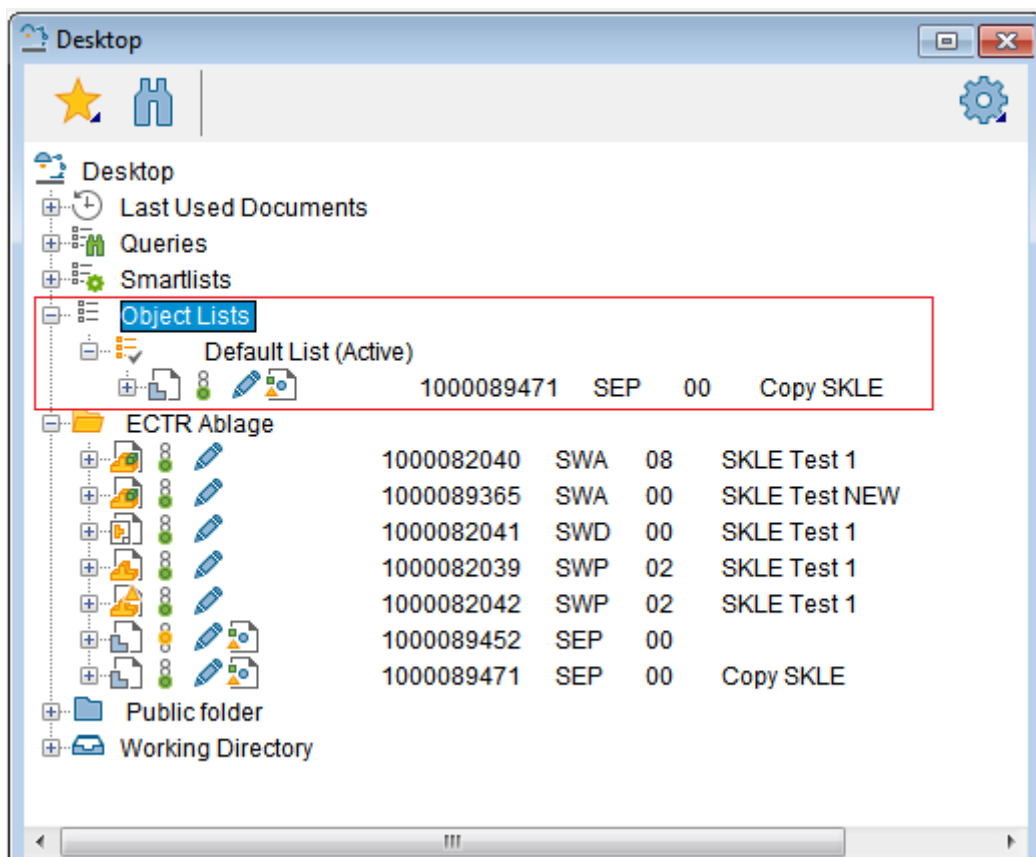 Desktop
Desktop
Last Used Documents
Queries
Smartlists
Object Lists
Default List (Active)
1000089471 SEP 00 Copy SKLE
ECTR Ablage
1000082040 SWA 08 SKLE Test 1
1000089365 SWA 00 SKLE Test NEW
1000082041 SWD 00 SKLE Test 1
1000082039 SWP 02 SKLE Test 1
1000082042 SWP 02 SKLE Test 1
1000089452 SEP 00
1000089471 SEP 00 Copy SKLE
Public folder
Working Directory